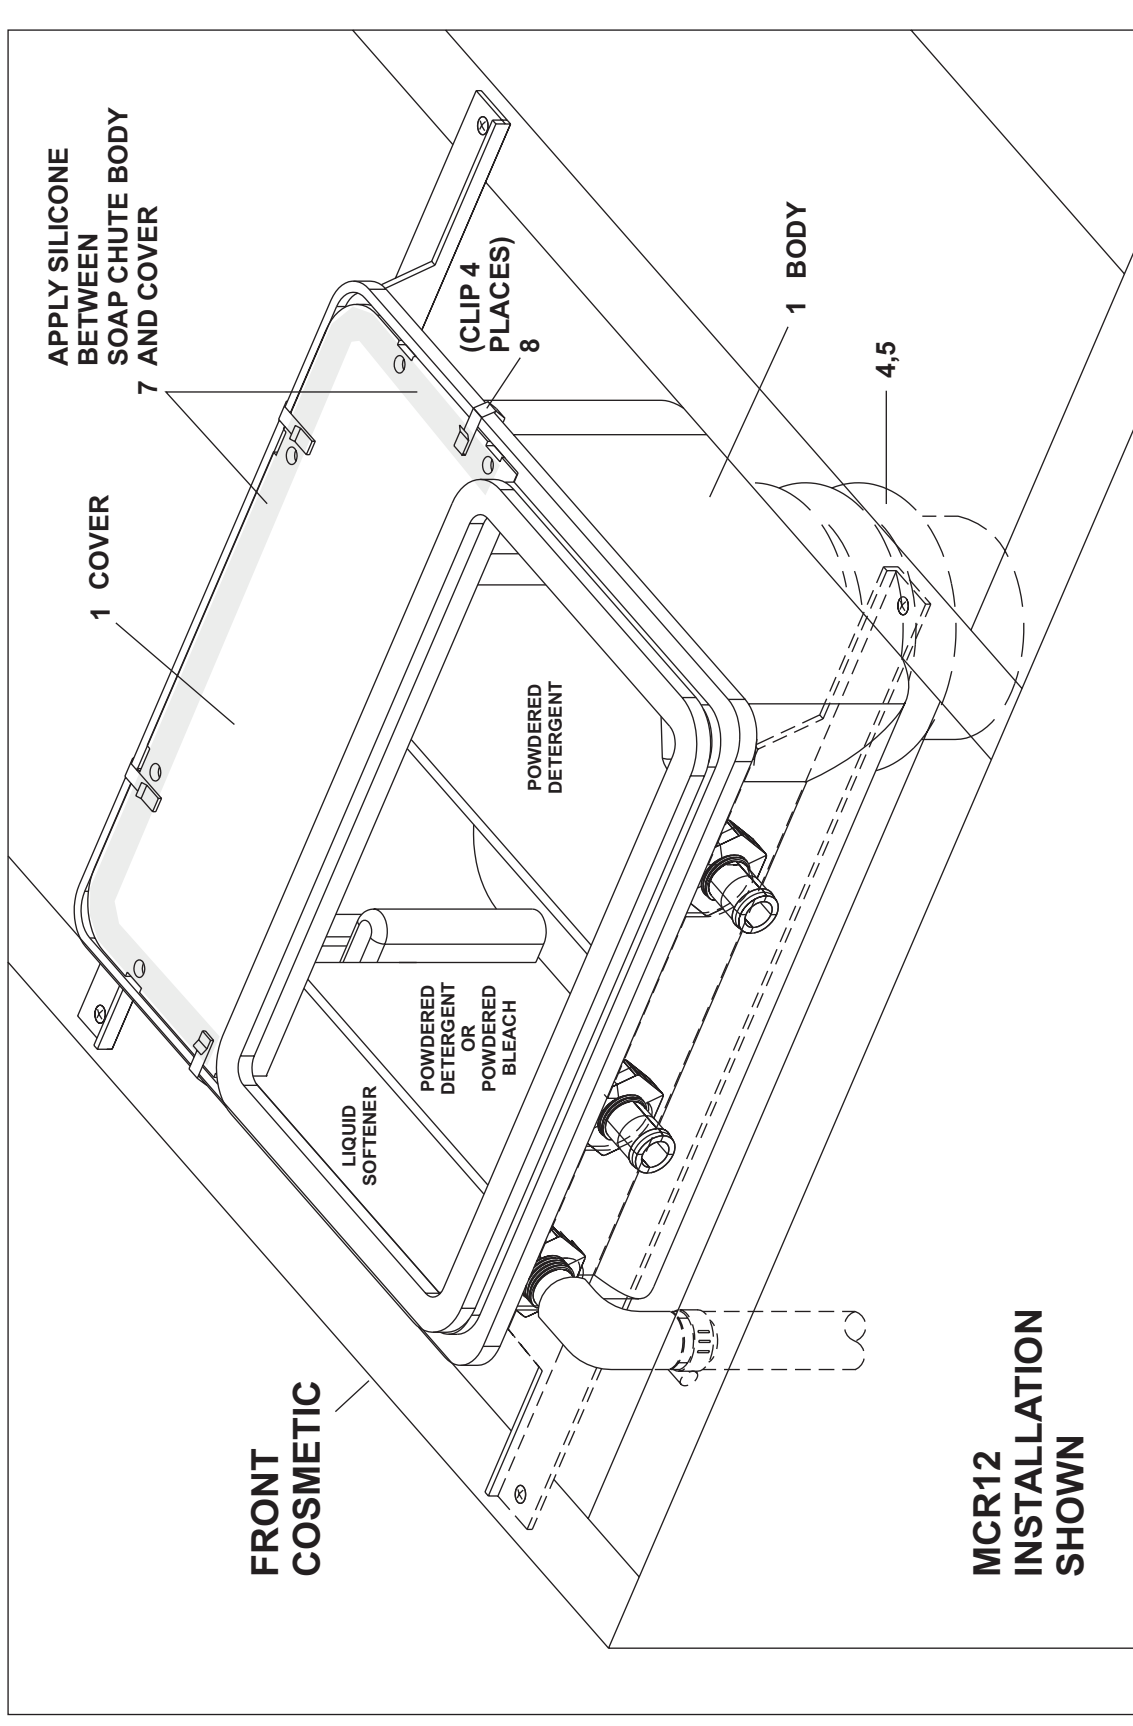 APPLY SILICONE
BETWEEN
SOAP CHUTE BODY
7 AND COVER
1 COVER
(CLIP 4
PLACES)
8
1 BODY
4,5
POWDERED
DETERGENT
POWDERED
DETERGENT
OR
POWDERED
BLEACH
LIQUID
SOFTENER
FRONT
COSMETIC
MCR12
INSTALLATION
SHOWN